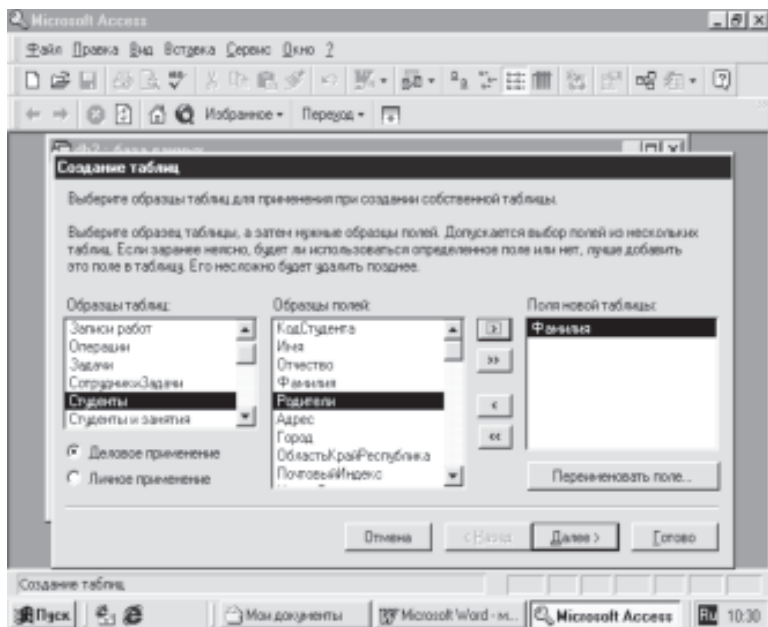 Microsoft Access
Файл Правка Вид Вставка Сервис Окно ?
Избранное Переход
db2 : база данных
Создание таблиц
Выберите образцы таблиц для применения при создании собственной таблицы.
Выберите образец таблицы, а затем нужные образцы полей. Допускается выбор полей из нескольких
таблиц. Если заранее неясно, будет ли использоваться определенное поле или нет, лучше добавить
это поле в таблицу. Его несложно будет удалить позднее.
Образцы таблиц:
Записи работ
Операции
Задачи
СотрудникиЗадачи
Студенты
Студенты и занятия
Деловое применение
Личное применение
Образцы полей:
КодСтудента
Имя
Отчество
Фамилия
Родители
Адрес
Город
ОбластьКрайРеспублика
ПочтовыйИндекс
>
>>
<
<<
Поля новой таблицы:
Фамилия
Переименовать поле...
Отмена
< Назад
Далее >
Готово
Создание таблиц
Пуск
Мои документы
Microsoft Word - м...
Microsoft Access
Ru
10:30